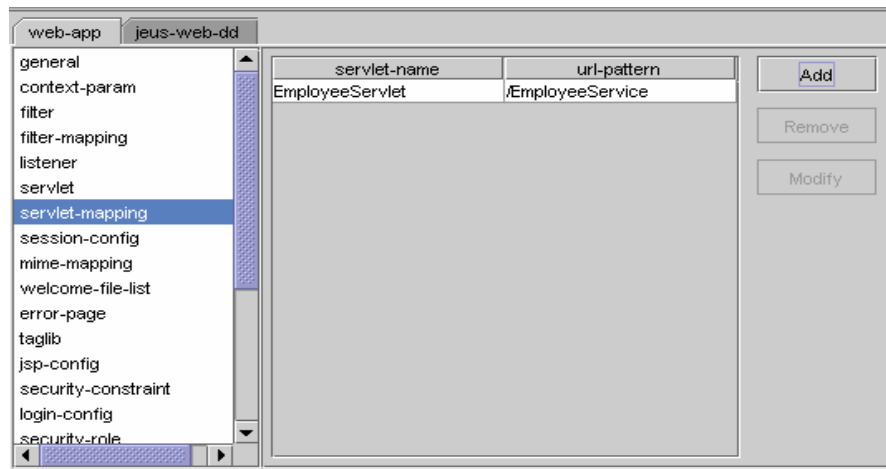 web-app
jeus-web-dd
general
context-param
filter
filter-mapping
listener
servlet
servlet-mapping
session-config
mime-mapping
welcome-file-list
error-page
taglib
jsp-config
security-constraint
login-config
security-role
servlet-name url-pattern
EmployeeServlet /EmployeeService
Add
Remove
Modify